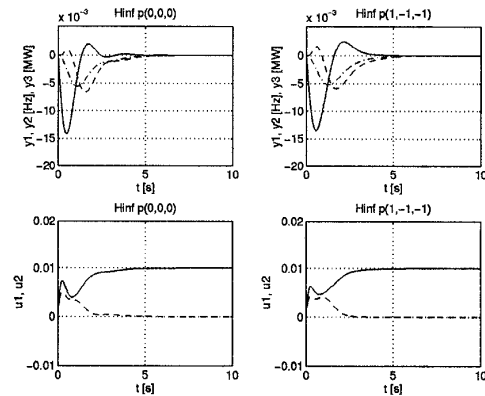 x 10⁻³ Hinf p(0,0,0)
y1, y2 [Hz], y3 [MW]
5
0
-5
-10
-15
-20
0 5 10
t [s]
x 10⁻³ Hinf p(1,-1,-1)
y1, y2 [Hz], y3 [MW]
5
0
-5
-10
-15
-20
0 5 10
t [s]
Hinf p(0,0,0)
u1, u2
0.02
0.01
0
-0.01
0 5 10
t [s]
Hinf p(1,-1,-1)
u1, u2
0.02
0.01
0
-0.01
0 5 10
t [s]